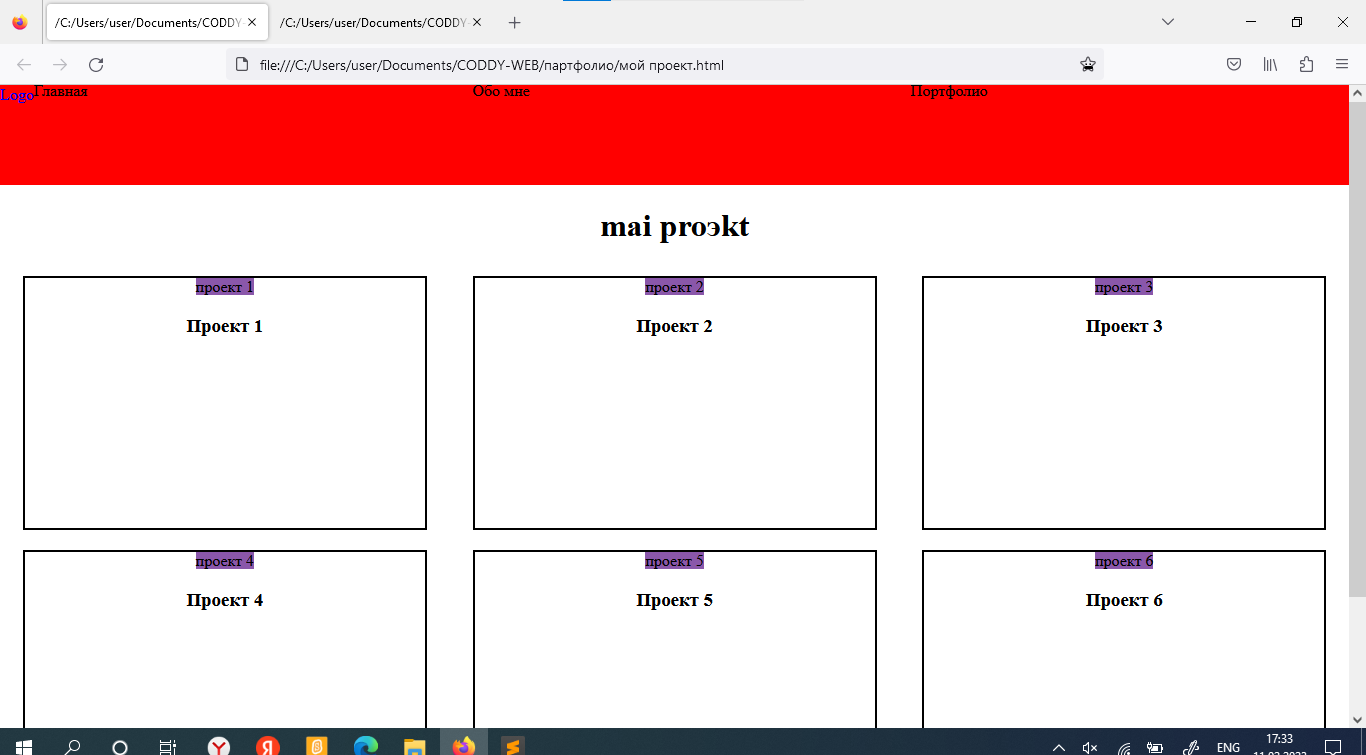 /C:/Users/user/Documents/CODDY-
/C:/Users/user/Documents/CODDY-
file:///C:/Users/user/Documents/CODDY-WEB/партфолио/мой проект.html
Logo Главная Обо мне Портфолио
mai proэkt
проект 1 проект 2 проект 3
Проект 1 Проект 2 Проект 3
проект 4 проект 5 проект 6
Проект 4 Проект 5 Проект 6
ENG
17:33